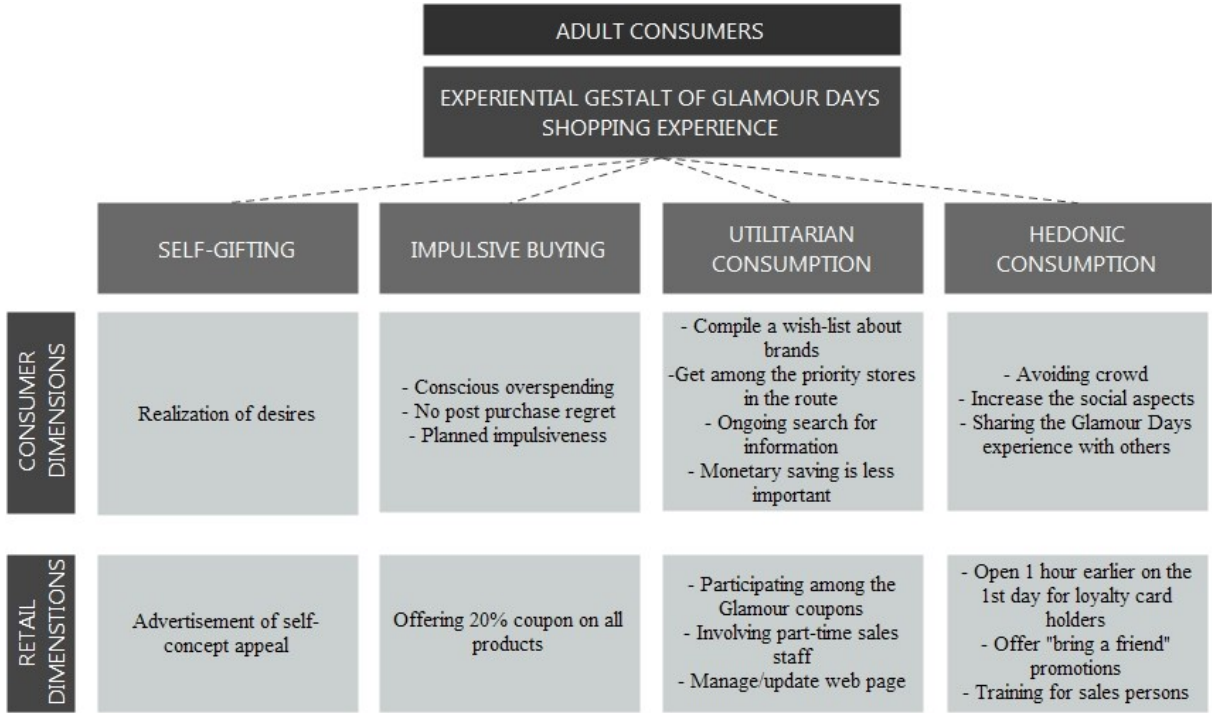 ADULT CONSUMERS
EXPERIENTIAL GESTALT OF GLAMOUR DAYS
SHOPPING EXPERIENCE
SELF-GIFTING
IMPULSIVE BUYING
UTILITARIAN
CONSUMPTION
HEDONIC
CONSUMPTION
CONSUMER
DIMENSIONS
Realization of desires
- Conscious overspending
- No post purchase regret
- Planned impulsiveness
- Compile a wish-list about
brands
-Get among the priority stores
in the route
- Ongoing search for
information
- Monetary saving is less
important
- Avoiding crowd
- Increase the social aspects
- Sharing the Glamour Days
experience with others
RETAIL
DIMENSTIONS
Advertisement of self-
concept appeal
Offering 20% coupon on all
products
- Participating among the
Glamour coupons
- Involving part-time sales
staff
- Manage/update web page
- Open 1 hour earlier on the
1st day for loyalty card
holders
- Offer "bring a friend"
promotions
- Training for sales persons